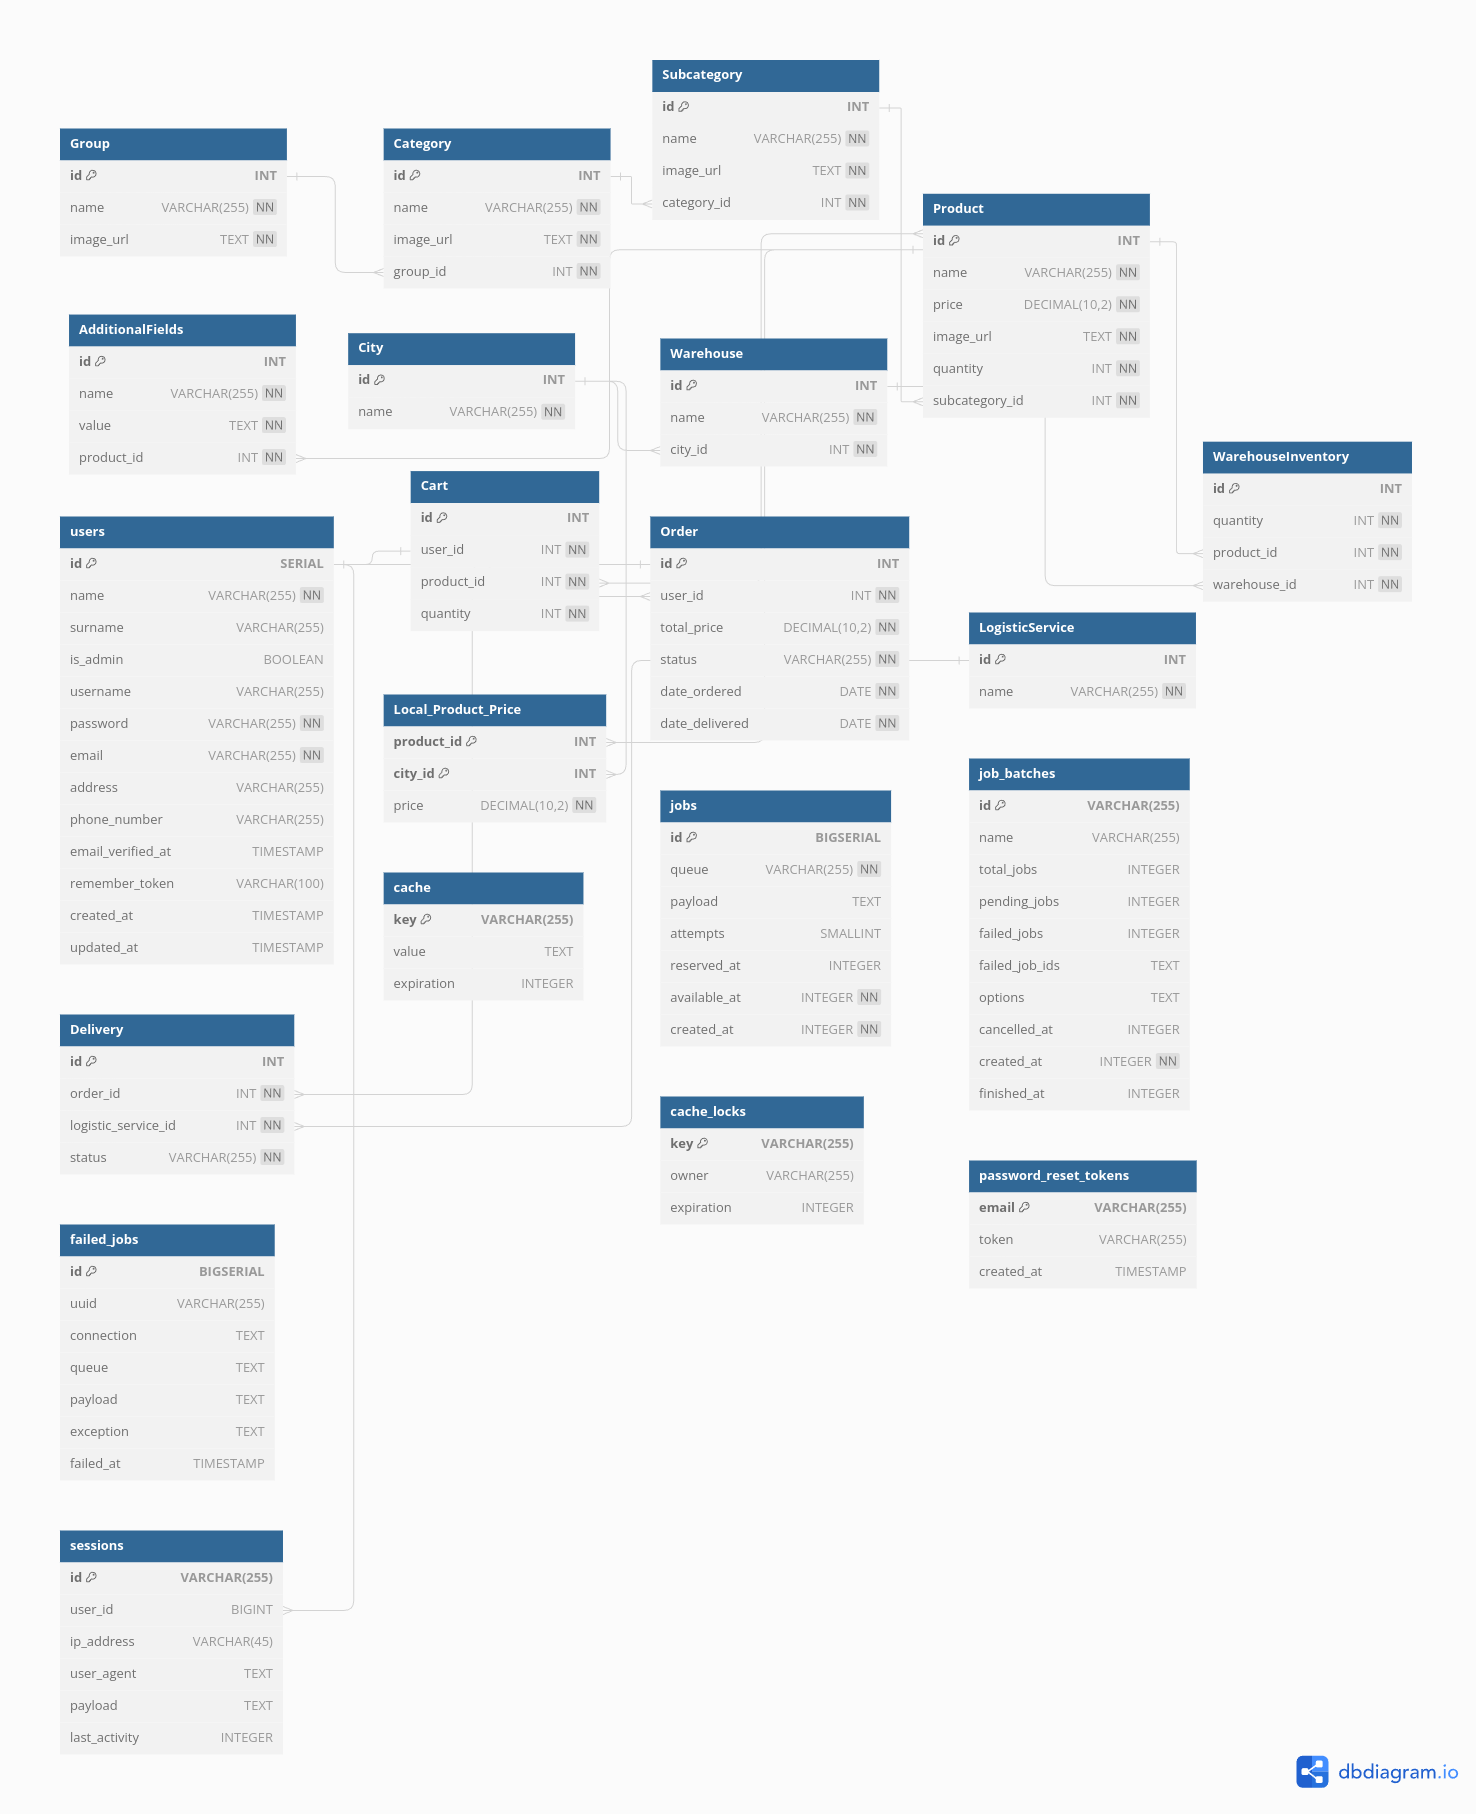 Subcategory
id INT
name VARCHAR(255) NN
image_url TEXT NN
category_id INT NN
Group
id INT
name VARCHAR(255) NN
image_url TEXT NN
Category
id INT
name VARCHAR(255) NN
image_url TEXT NN
group_id INT NN
Product
id INT
name VARCHAR(255) NN
price DECIMAL(10,2) NN
image_url TEXT NN
quantity INT NN
subcategory_id INT NN
AdditionalFields
id INT
name VARCHAR(255) NN
value TEXT NN
product_id INT NN
City
id INT
name VARCHAR(255) NN
Warehouse
id INT
name VARCHAR(255) NN
city_id INT NN
WarehouseInventory
id INT
quantity INT NN
product_id INT NN
warehouse_id INT NN
Cart
id INT
user_id INT NN
product_id INT NN
quantity INT NN
users
id SERIAL
name VARCHAR(255) NN
surname VARCHAR(255)
is_admin BOOLEAN
username VARCHAR(255)
password VARCHAR(255) NN
email VARCHAR(255) NN
address VARCHAR(255)
phone_number VARCHAR(255)
email_verified_at TIMESTAMP
remember_token VARCHAR(100)
created_at TIMESTAMP
updated_at TIMESTAMP
Order
id INT
user_id INT NN
total_price DECIMAL(10,2) NN
status VARCHAR(255) NN
date_ordered DATE NN
date_delivered DATE NN
LogisticService
id INT
name VARCHAR(255) NN
Local_Product_Price
product_id INT
city_id INT
price DECIMAL(10,2) NN
jobs
id BIGSERIAL
queue VARCHAR(255) NN
payload TEXT
attempts SMALLINT
reserved_at INTEGER
available_at INTEGER NN
created_at INTEGER NN
job_batches
id VARCHAR(255)
name VARCHAR(255)
total_jobs INTEGER
pending_jobs INTEGER
failed_jobs INTEGER
failed_job_ids TEXT
options TEXT
cancelled_at INTEGER
created_at INTEGER NN
finished_at INTEGER
cache
key VARCHAR(255)
value TEXT
expiration INTEGER
Delivery
id INT
order_id INT NN
logistic_service_id INT NN
status VARCHAR(255) NN
cache_locks
key VARCHAR(255)
owner VARCHAR(255)
expiration INTEGER
password_reset_tokens
email VARCHAR(255)
token VARCHAR(255)
created_at TIMESTAMP
failed_jobs
id BIGSERIAL
uuid VARCHAR(255)
connection TEXT
queue TEXT
payload TEXT
exception TEXT
failed_at TIMESTAMP
sessions
id VARCHAR(255)
user_id BIGINT
ip_address VARCHAR(45)
user_agent TEXT
payload TEXT
last_activity INTEGER
dbdiagram.io